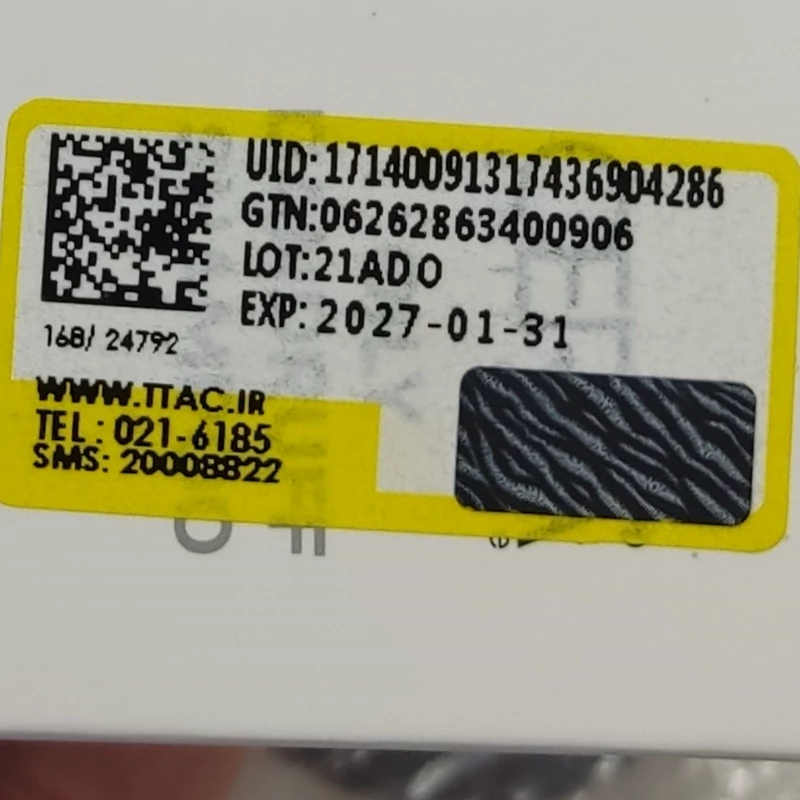 UID:17140091317436904286
GTN:06262863400906
LOT:21ADO
EXP:2027-01-31
168/ 24792
WWW.TTAC.IR
TEL: 021-6185
SMS: 20008822